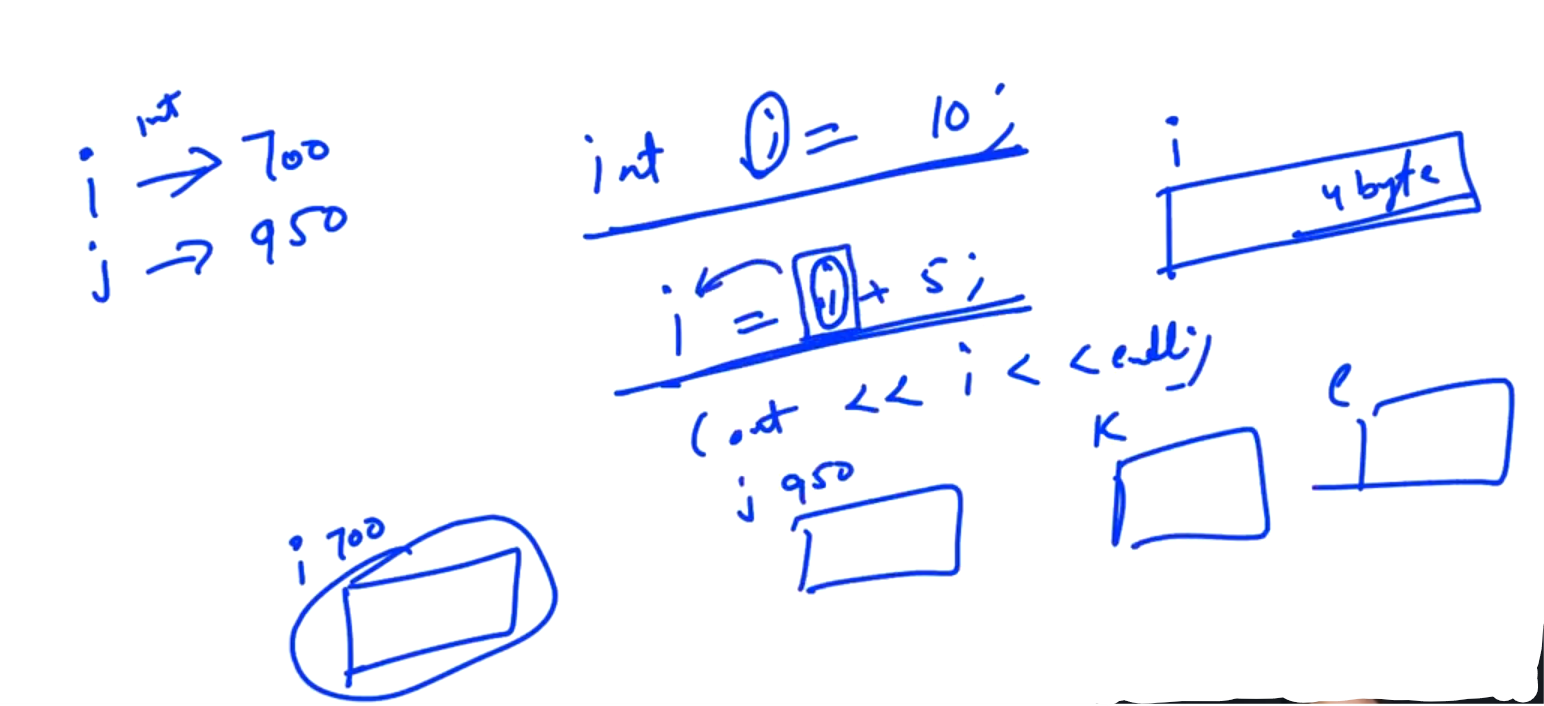 i int → 700
j → 950
int i = 10;
i = i + 5;
cout << i << endl;
i
4 byte
i 700
j 950
K
l